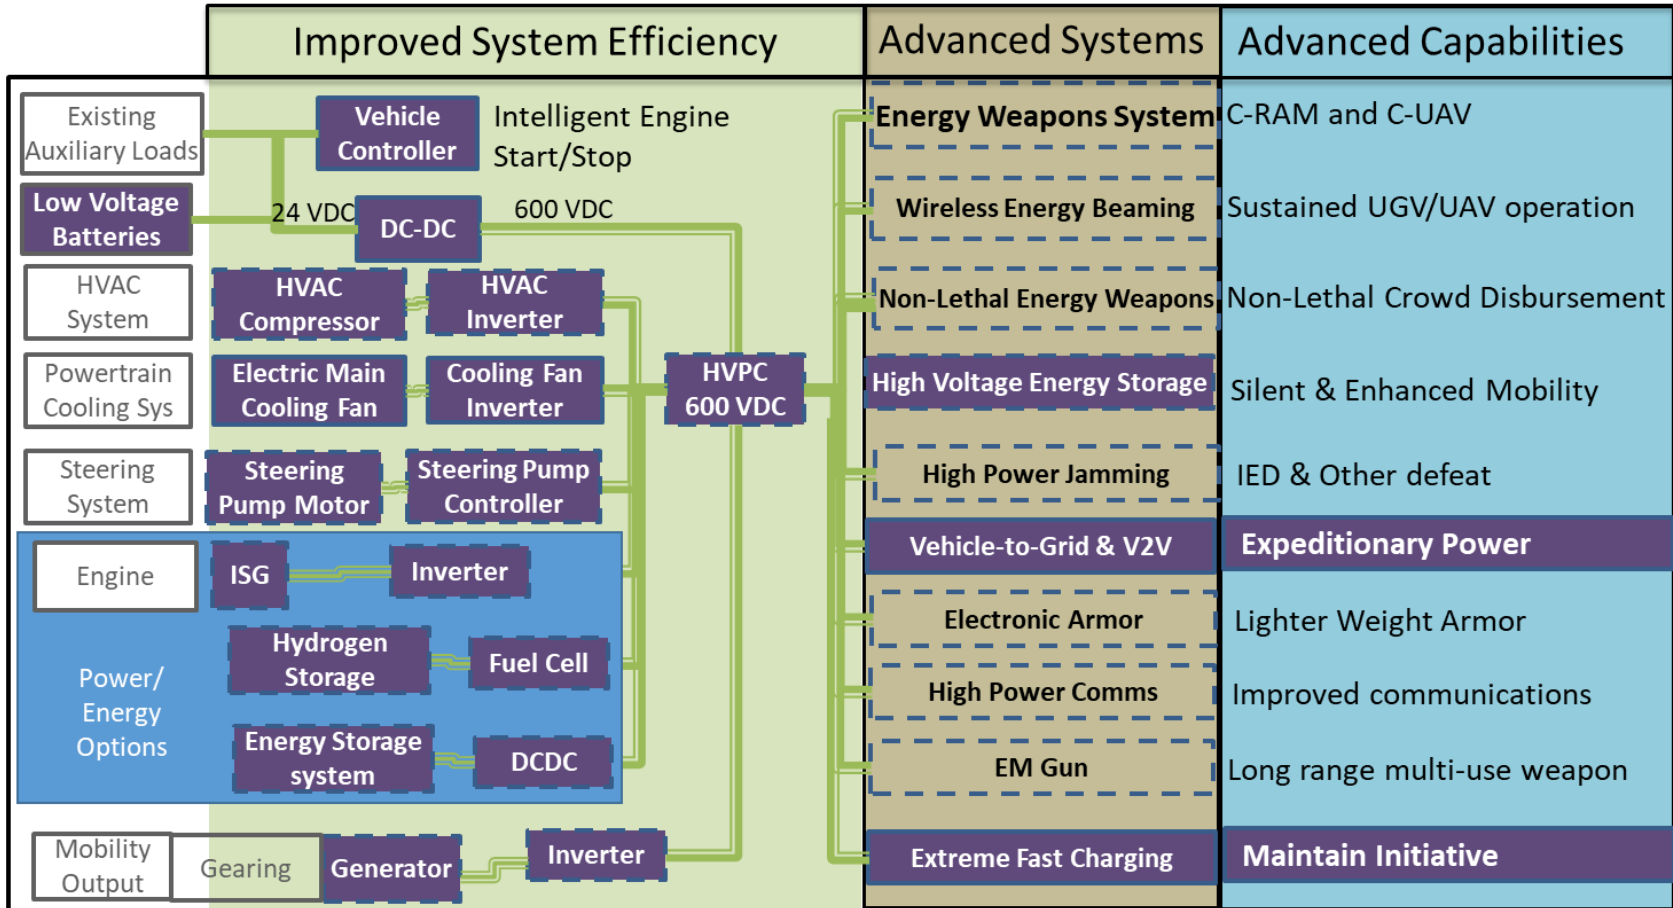 Improved System Efficiency
Advanced Systems
Advanced Capabilities
Existing
Auxiliary Loads
Vehicle
Controller
Intelligent Engine
Start/Stop
Energy Weapons System
C-RAM and C-UAV
Low Voltage
Batteries
24 VDC
DC-DC
600 VDC
Wireless Energy Beaming
Sustained UGV/UAV operation
HVAC
System
HVAC
Compressor
HVAC
Inverter
Non-Lethal Energy Weapons
Non-Lethal Crowd Disbursement
Powertrain
Cooling Sys
Electric Main
Cooling Fan
Cooling Fan
Inverter
HVPC
600 VDC
High Voltage Energy Storage
Silent & Enhanced Mobility
Steering
System
Steering
Pump Motor
Steering Pump
Controller
High Power Jamming
IED & Other defeat
Engine
ISG
Inverter
Vehicle-to-Grid & V2V
Expeditionary Power
Power/
Energy
Options
Hydrogen
Storage
Fuel Cell
Electronic Armor
Lighter Weight Armor
High Power Comms
Improved communications
Energy Storage
system
DCDC
EM Gun
Long range multi-use weapon
Mobility
Output
Gearing
Generator
Inverter
Extreme Fast Charging
Maintain Initiative